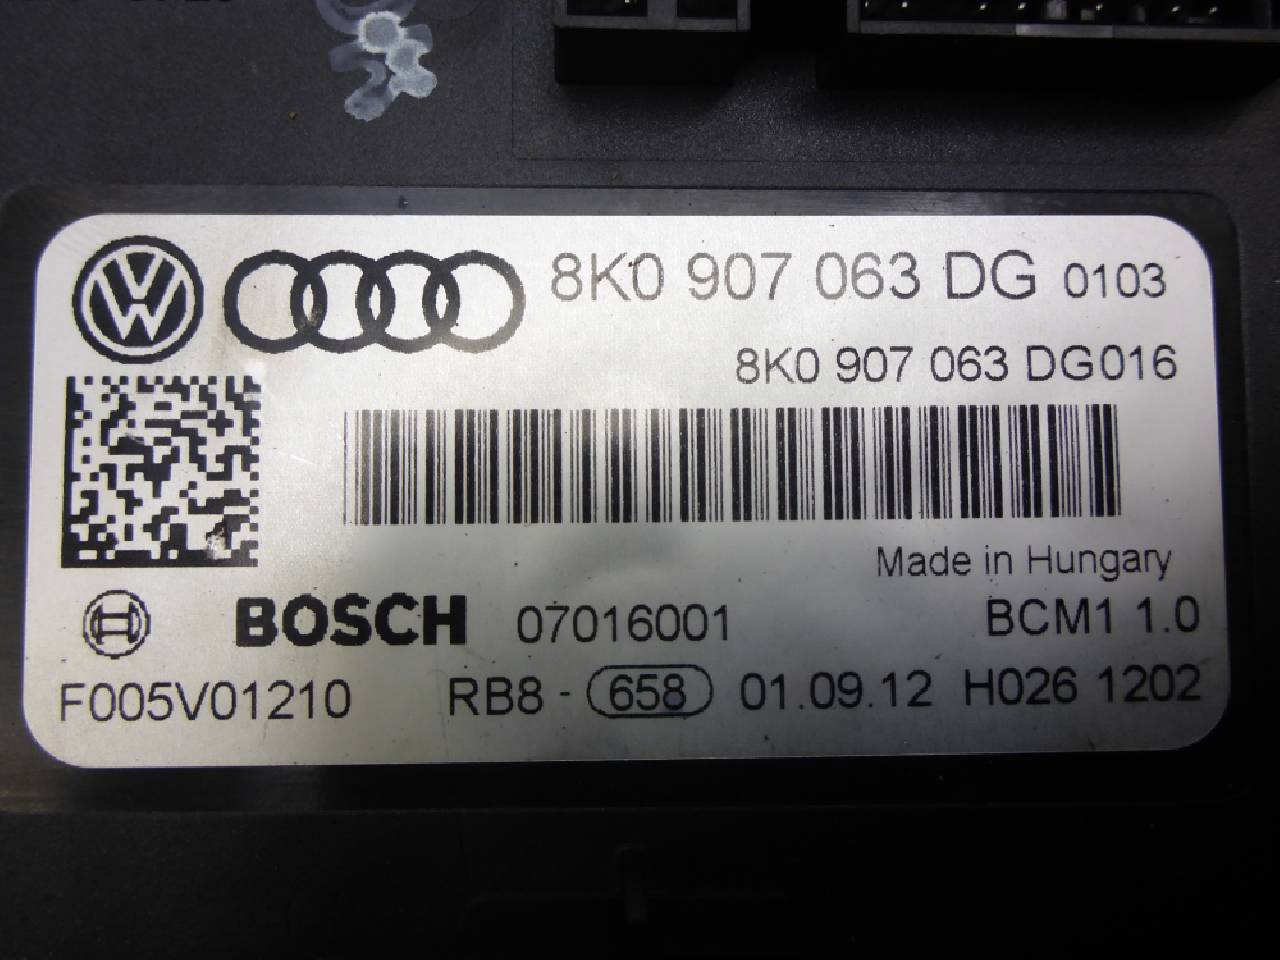 8K0 907 063 DG 0103
8K0 907 063 DG016
Made in Hungary
BOSCH 07016001 BCM1 1.0
F005V01210 RB8 - 658 01.09.12 H026 1202